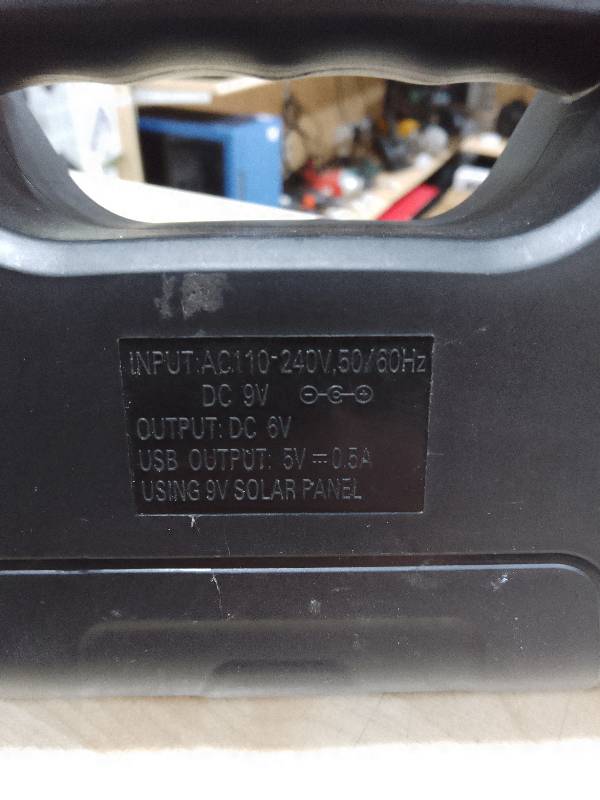 INPUT:AC110-240V,50/60Hz
DC 9V
OUTPUT: DC 6V
USB OUTPUT: 5V⎓0.5A
USING 9V SOLAR PANEL